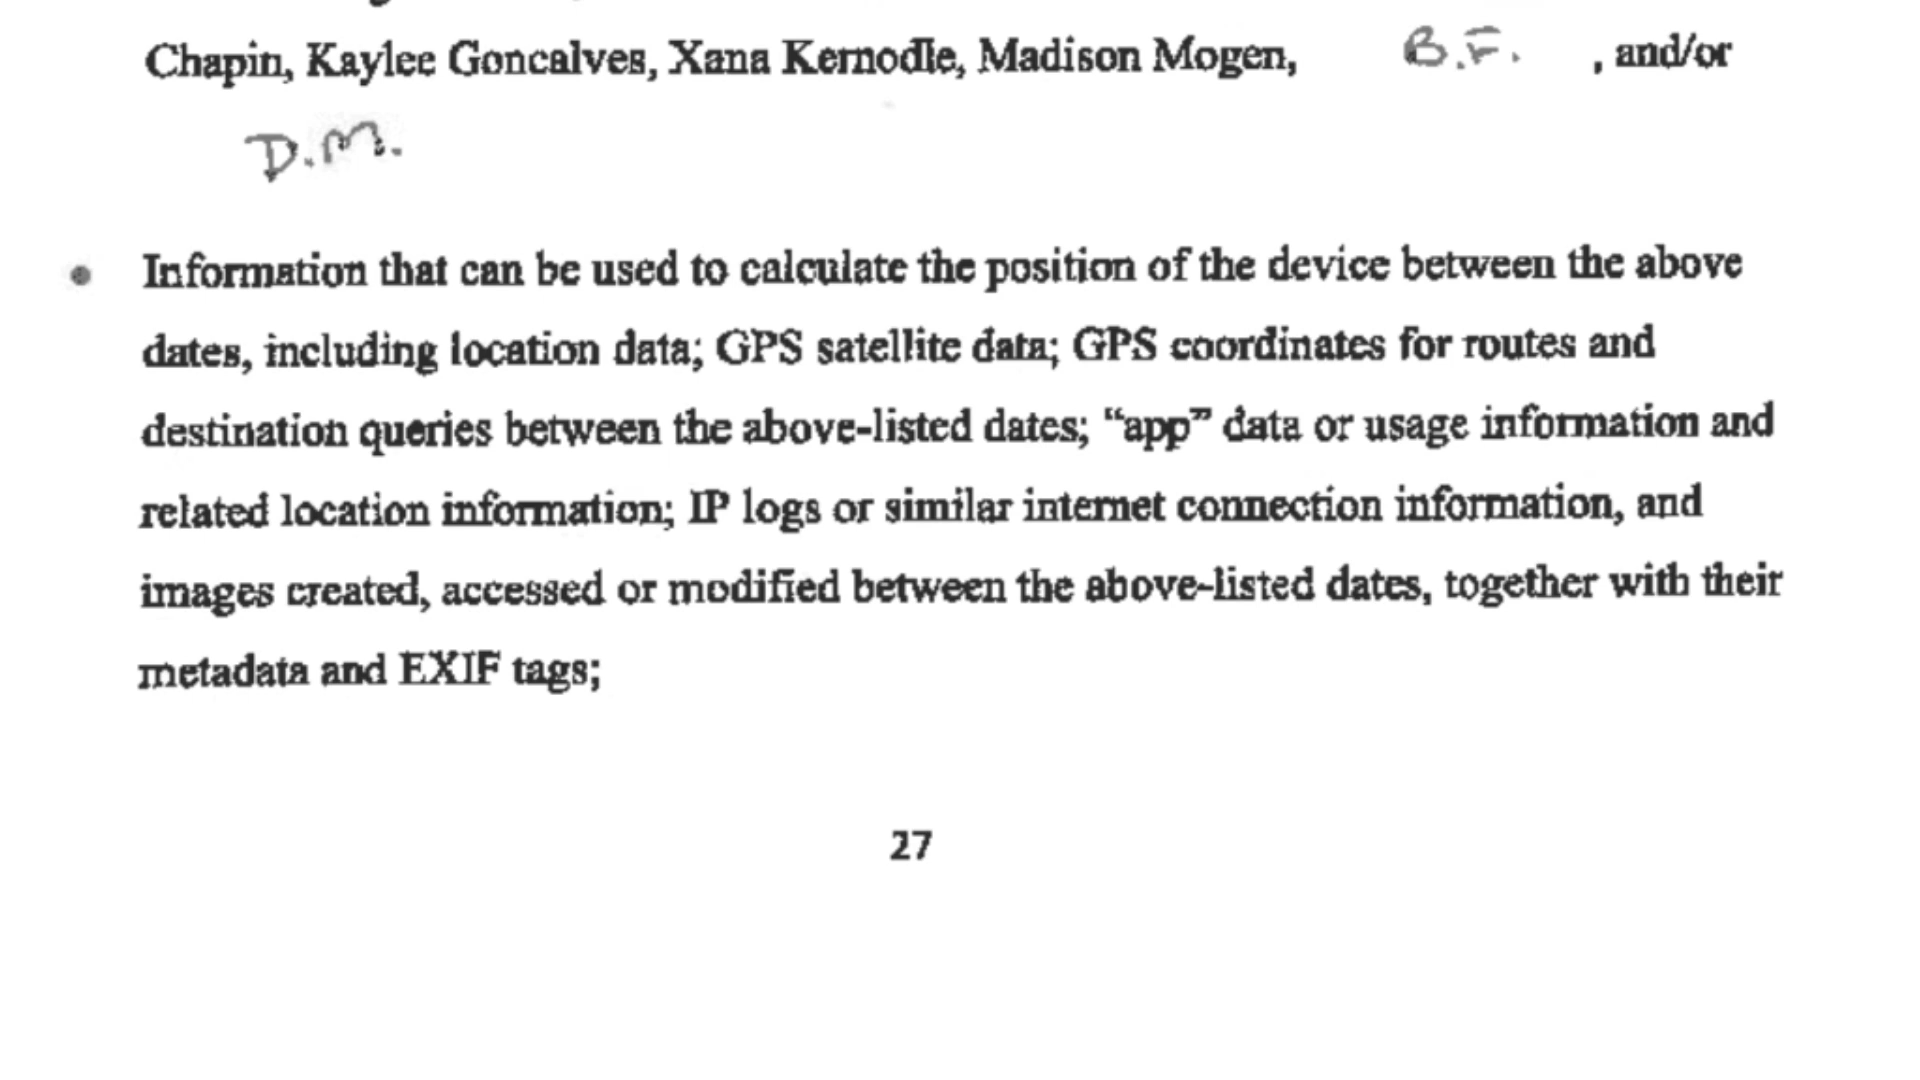 Chapin, Kaylee Goncalves, Xana Kernodle, Madison Mogen, B.F. , and/or
D.M.
• Information that can be used to calculate the position of the device between the above
dates, including location data; GPS satellite data; GPS coordinates for routes and
destination queries between the above-listed dates; “app” data or usage information and
related location information; IP logs or similar internet connection information, and
images created, accessed or modified between the above-listed dates, together with their
metadata and EXIF tags;
27